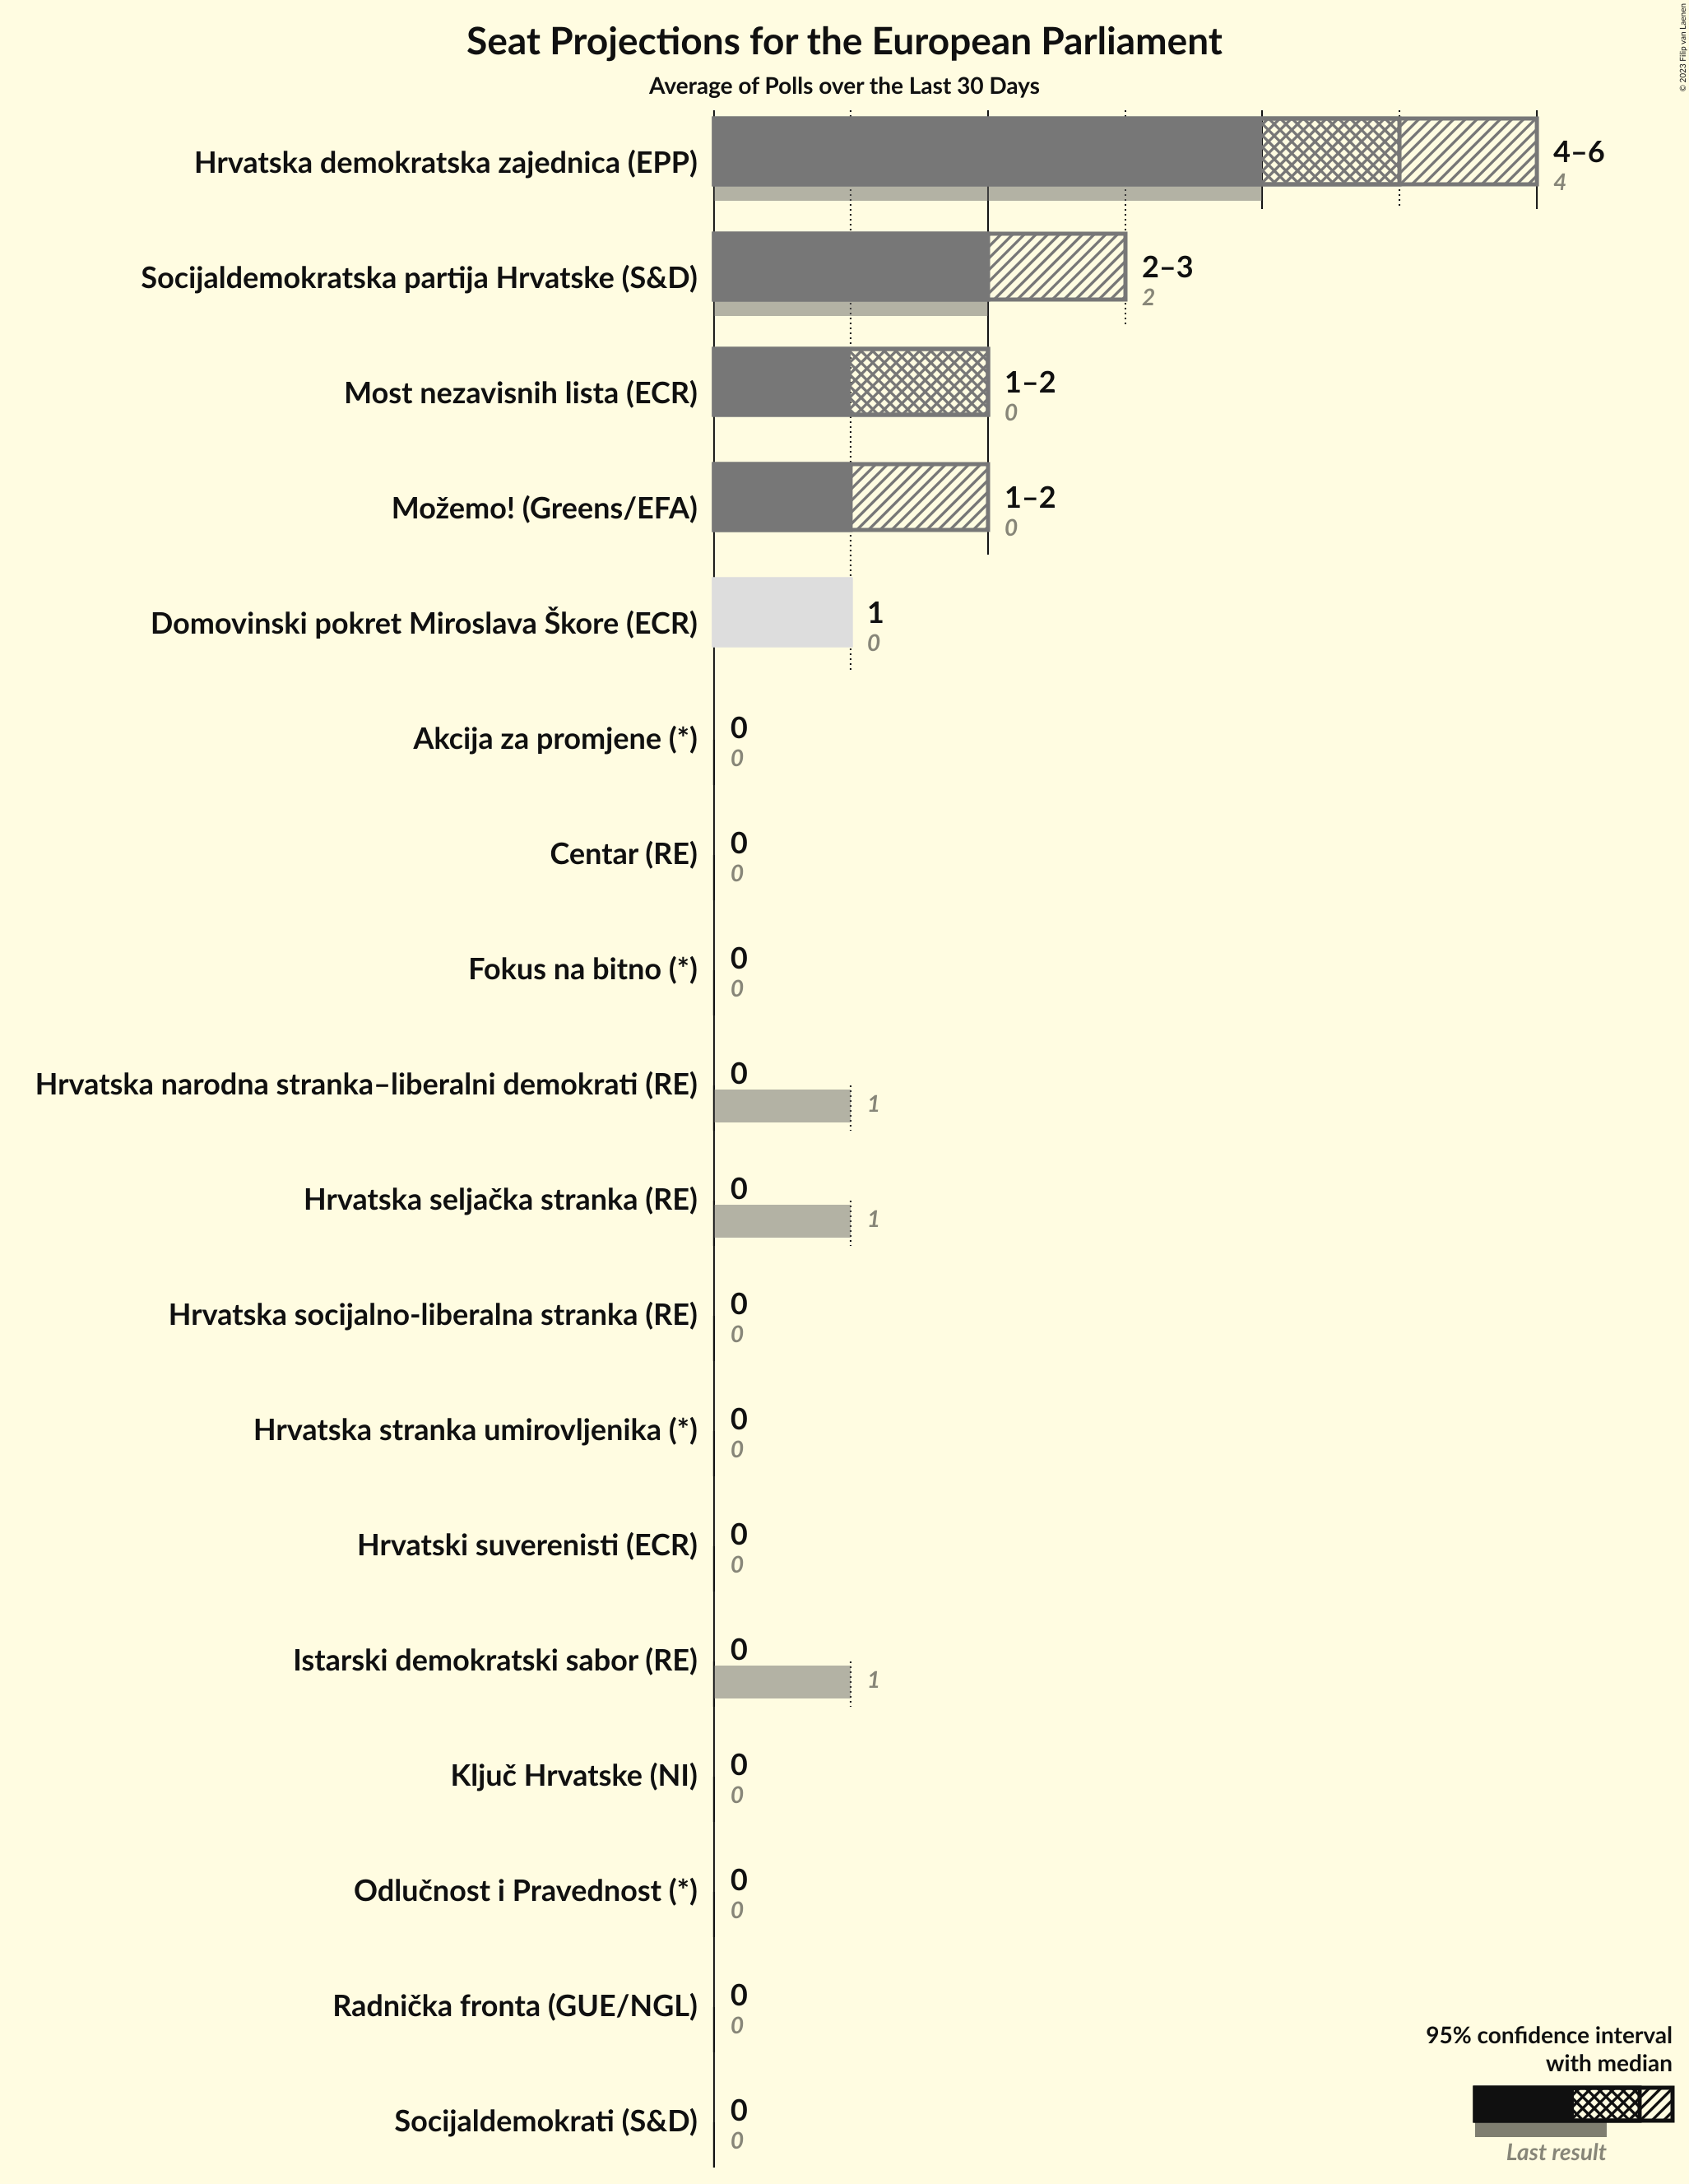 Seat Projections for the European Parliament
Average of Polls over the Last 30 Days
© 2023 Filip van Laenen
Hrvatska demokratska zajednica (EPP)
4–6
4
Socijaldemokratska partija Hrvatske (S&D)
2–3
2
Most nezavisnih lista (ECR)
1–2
0
Možemo! (Greens/EFA)
1–2
0
Domovinski pokret Miroslava Škore (ECR)
1
0
Akcija za promjene (*)
0
0
Centar (RE)
0
0
Fokus na bitno (*)
0
0
Hrvatska narodna stranka–liberalni demokrati (RE)
0
1
Hrvatska seljačka stranka (RE)
0
1
Hrvatska socijalno-liberalna stranka (RE)
0
0
Hrvatska stranka umirovljenika (*)
0
0
Hrvatski suverenisti (ECR)
0
0
Istarski demokratski sabor (RE)
0
1
Ključ Hrvatske (NI)
0
0
Odlučnost i Pravednost (*)
0
0
Radnička fronta (GUE/NGL)
0
0
Socijaldemokrati (S&D)
0
0
95% confidence interval
with median
Last result